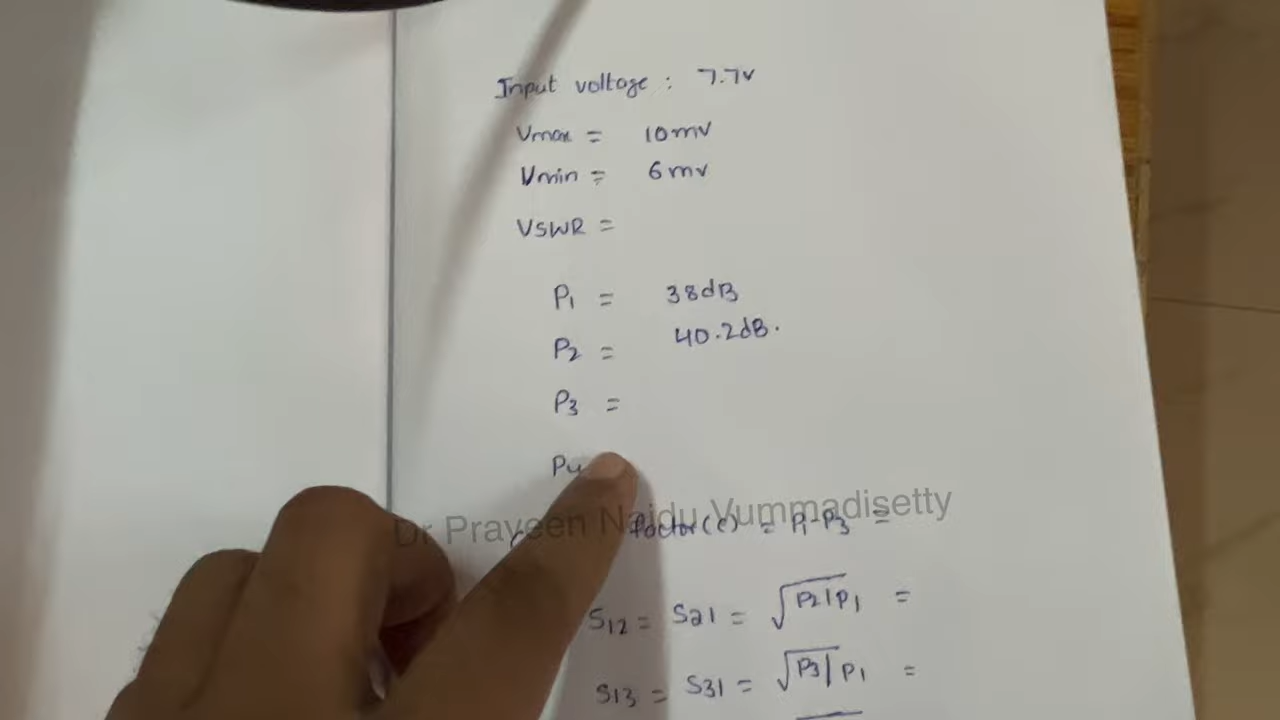 Input voltage : 7.7v
Vmax = 10mv
Vmin = 6mv
VSWR =
P1 = 38dB
P2 = 40.2dB.
P3 =
P4
Dr Praveen Naidu Vummadisetty
Factor(c) = P1-P3 =
S12 = S21 = √P2/P1 =
S13 = S31 = √P3/P1 =